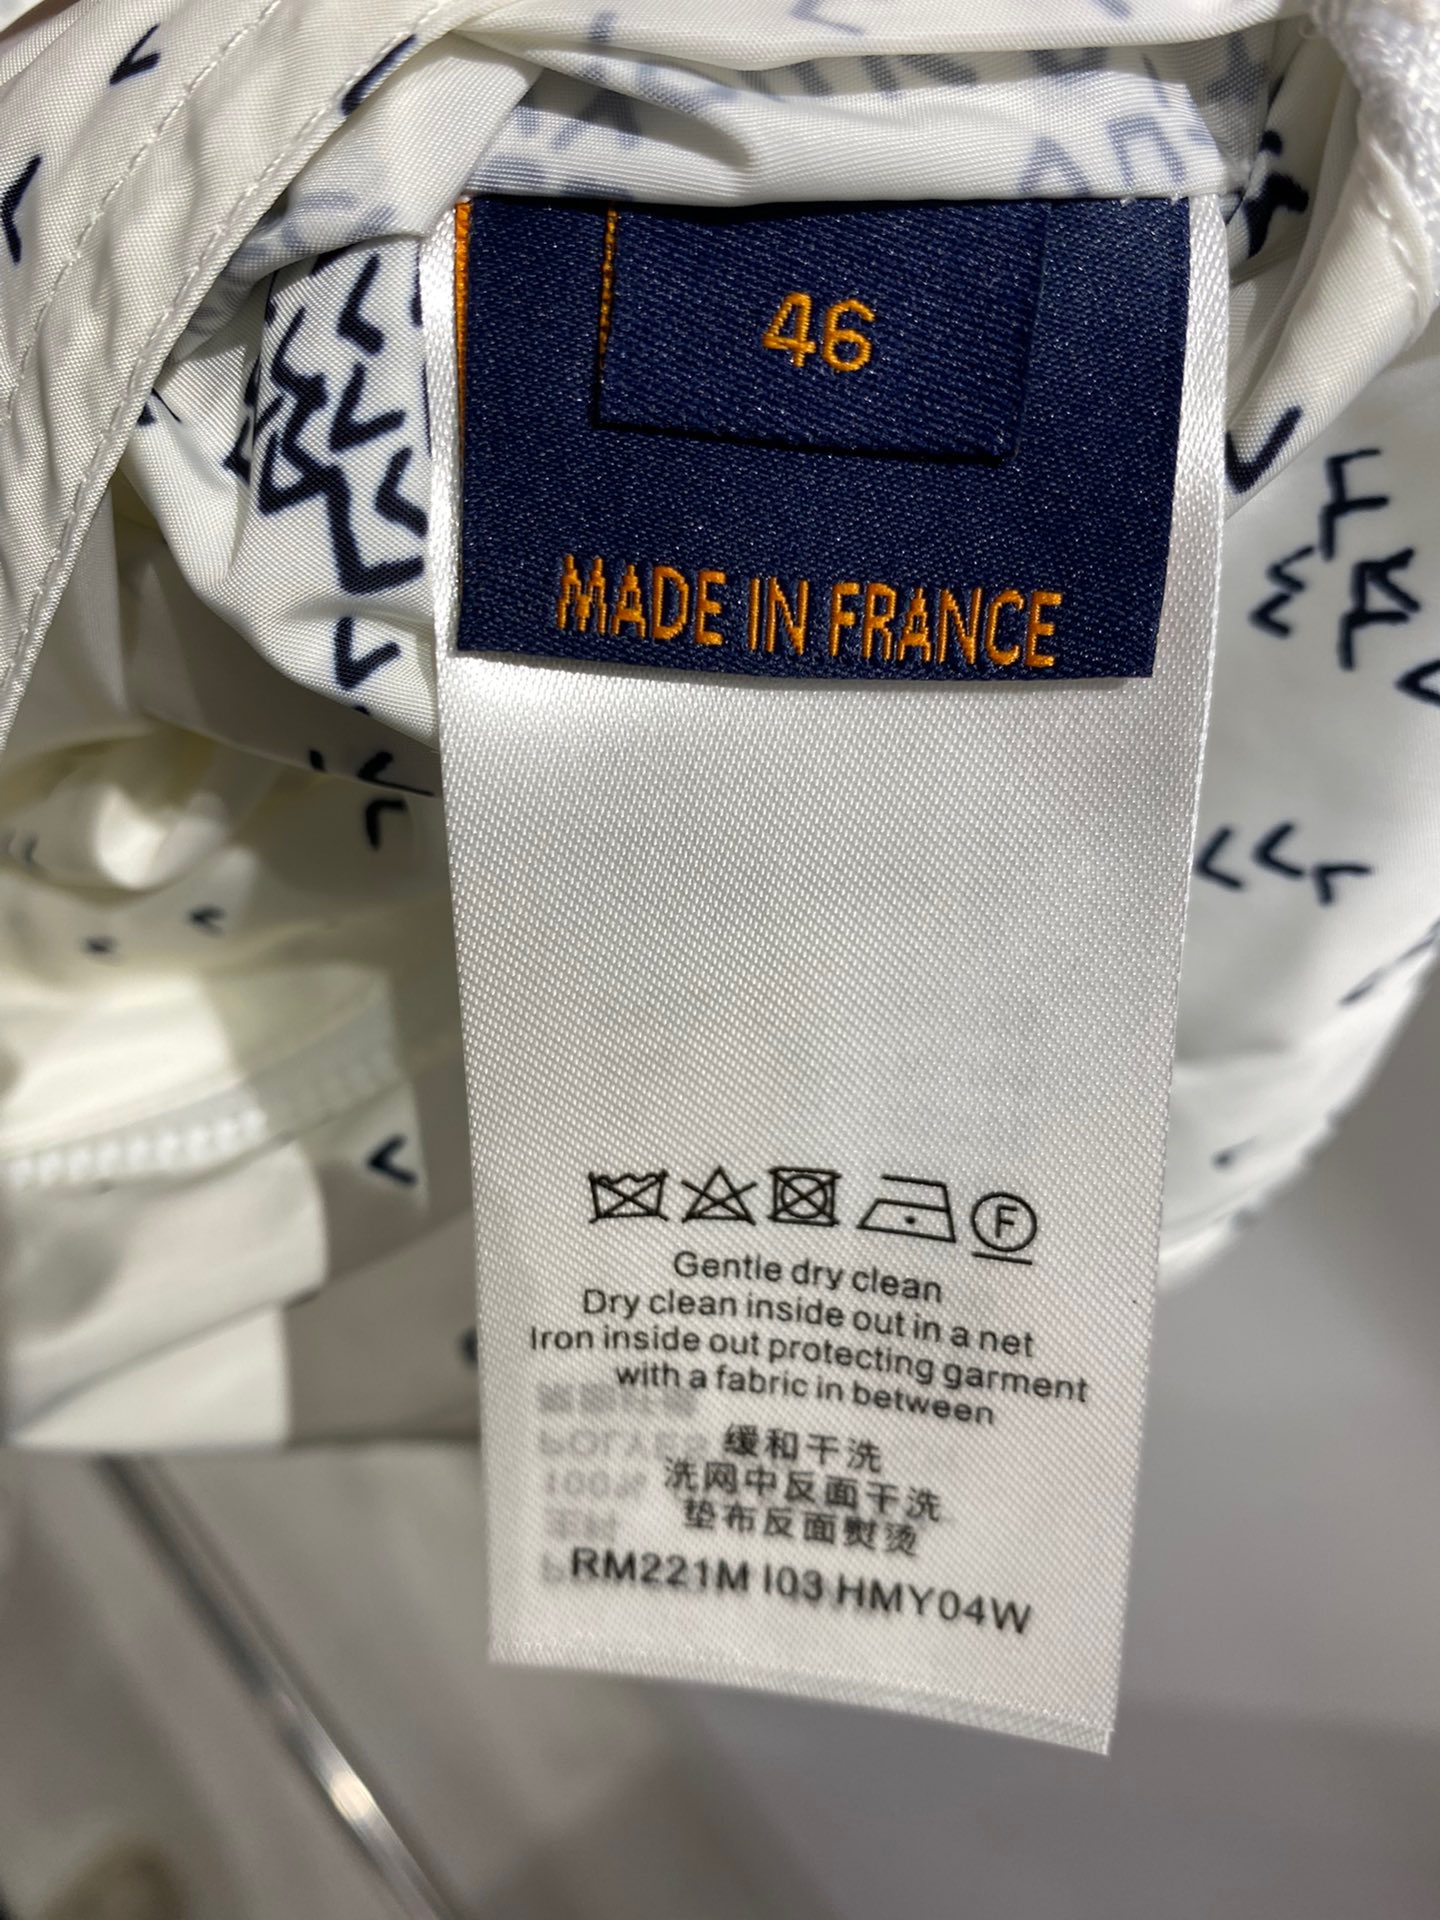 46
MADE IN FRANCE
F
Gentle dry clean
Dry clean inside out in a net
Iron inside out protecting garment
with a fabric in between
缓和干洗
洗网中反面干洗
垫布反面熨烫
RM221M I03 HMY04W